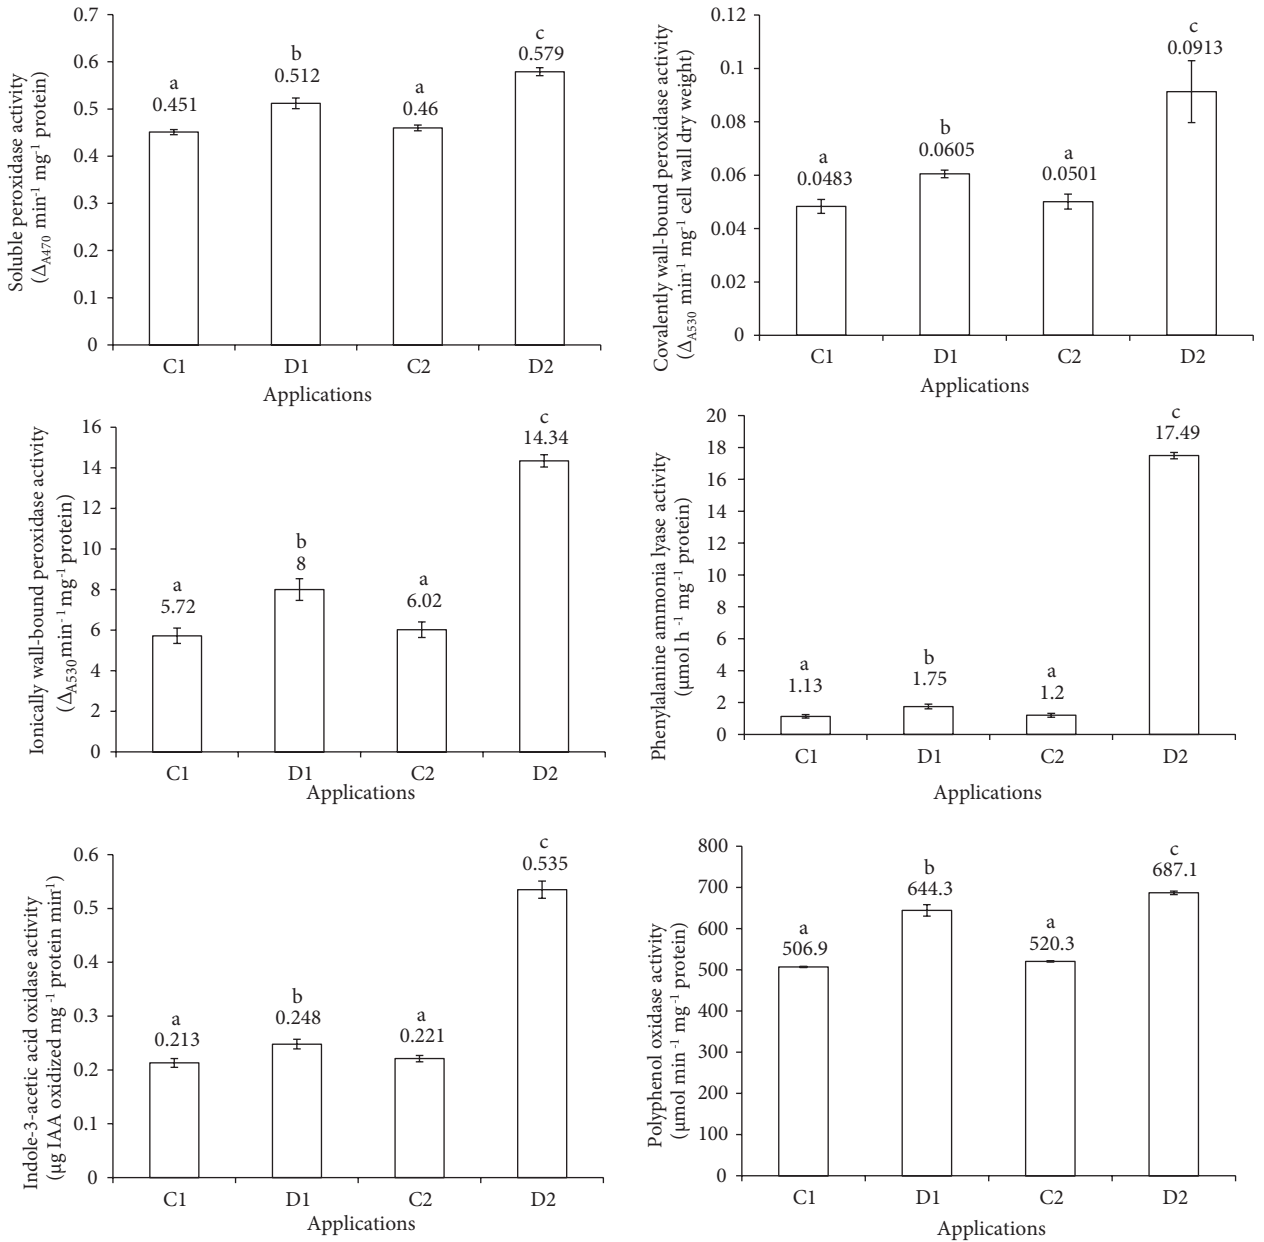 Soluble peroxidase activity
(ΔA470 min-1 mg-1 protein)
0.7
0.6
0.5
0.4
0.3
0.2
0.1
0
a
0.451
b
0.512
a
0.46
c
0.579
C1 D1 C2 D2
Applications
Covalently wall-bound peroxidase activity
(ΔA530 min-1 mg-1 cell wall dry weight)
0.12
0.1
0.08
0.06
0.04
0.02
0
a
0.0483
b
0.0605
a
0.0501
c
0.0913
C1 D1 C2 D2
Applications
Ionically wall-bound peroxidase activity
(ΔA530min-1 mg-1 protein)
16
14
12
10
8
6
4
2
0
a
5.72
b
8
a
6.02
c
14.34
C1 D1 C2 D2
Applications
Phenylalanine ammonia lyase activity
(μmol h-1 mg-1 protein)
20
18
16
14
12
10
8
6
4
2
0
a
1.13
b
1.75
a
1.2
c
17.49
C1 D1 C2 D2
Applications
Indole-3-acetic acid oxidase activity
(μg IAA oxidized mg-1 protein min-1)
0.6
0.5
0.4
0.3
0.2
0.1
0
a
0.213
b
0.248
a
0.221
c
0.535
C1 D1 C2 D2
Applications
Polyphenol oxidase activity
(μmol min-1 mg-1 protein)
800
700
600
500
400
300
200
100
0
a
506.9
b
644.3
a
520.3
c
687.1
C1 D1 C2 D2
Applications